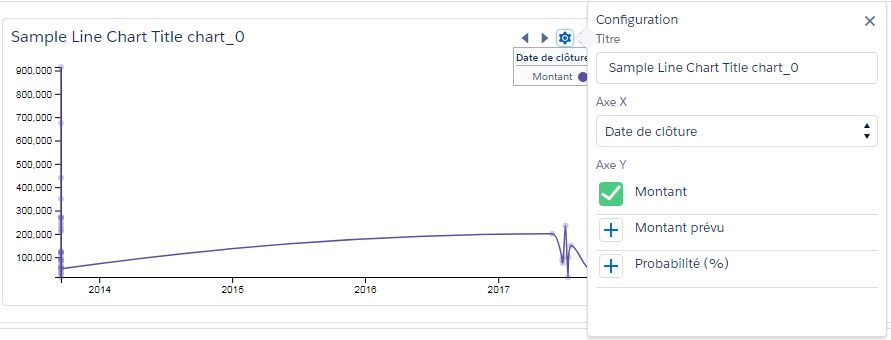 Sample Line Chart Title chart_0
Date de clôture
Montant
900,000
800,000
700,000
600,000
500,000
400,000
300,000
200,000
100,000
2014
2015
2016
2017
Configuration
Titre
Sample Line Chart Title chart_0
Axe X
Date de clôture
Axe Y
Montant
Montant prévu
Probabilité (%)